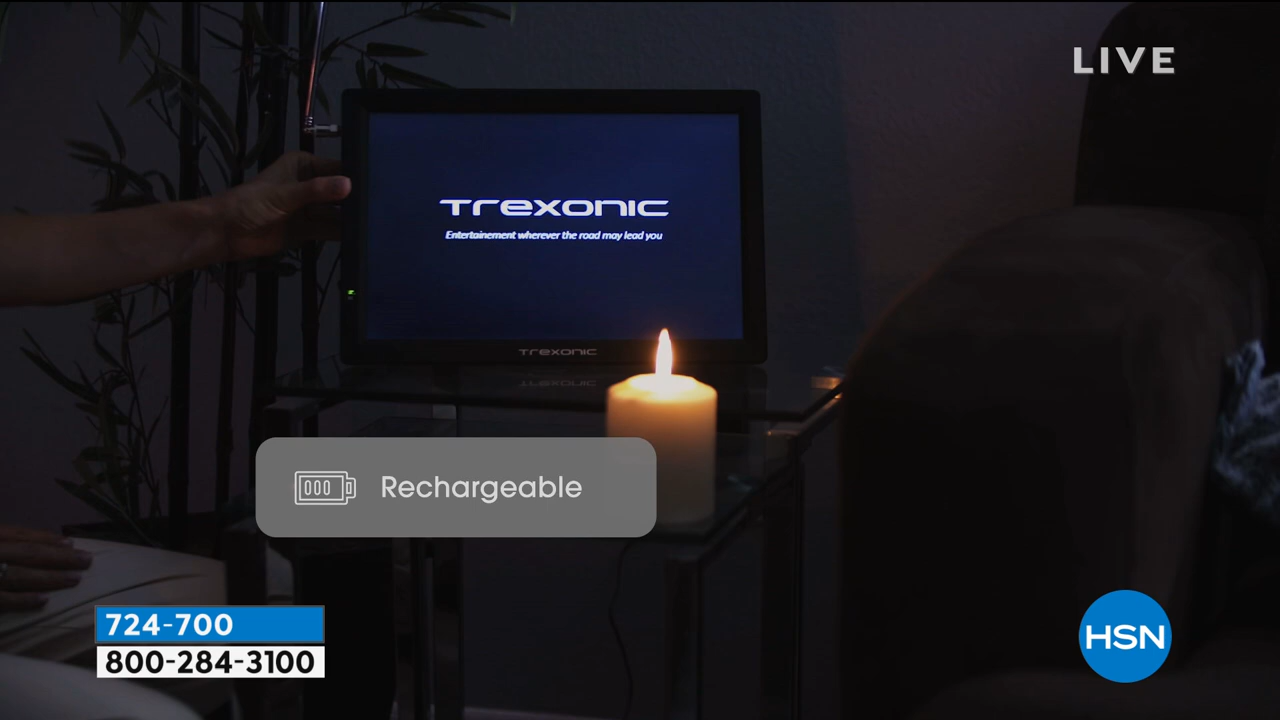 LIVE
Trexonic
Entertainement wherever the road may lead you
Trexonic
Rechargeable
724-700
800-284-3100
HSN